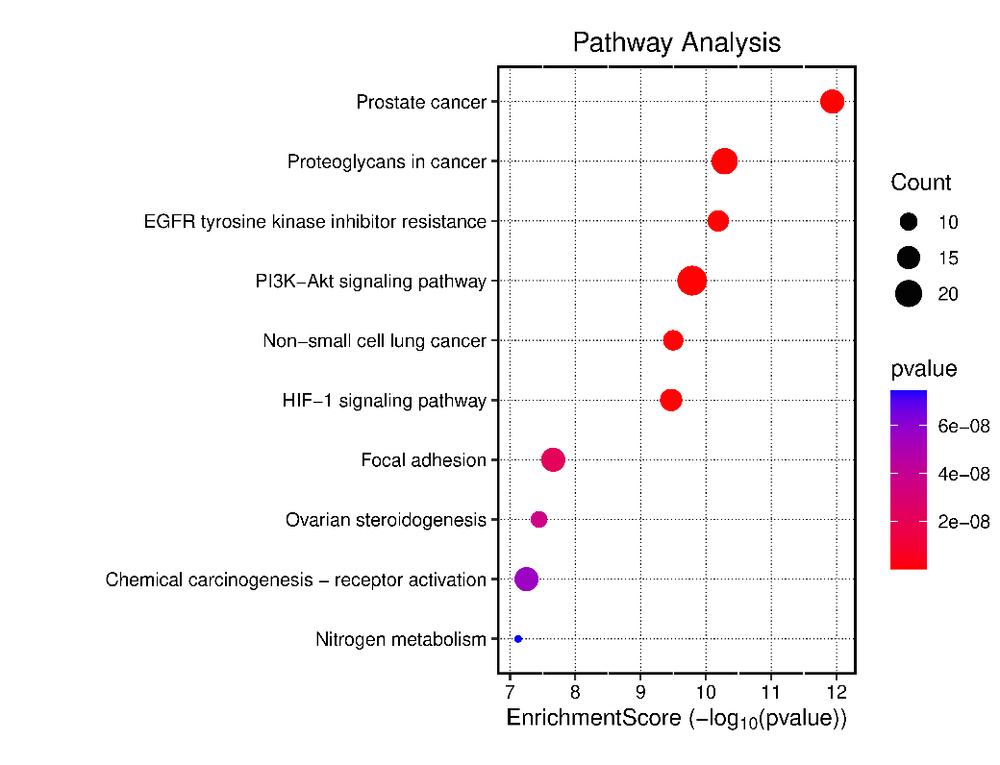 Pathway Analysis
Prostate cancer
Proteoglycans in cancer
EGFR tyrosine kinase inhibitor resistance
PI3K−Akt signaling pathway
Non−small cell lung cancer
HIF−1 signaling pathway
Focal adhesion
Ovarian steroidogenesis
Chemical carcinogenesis − receptor activation
Nitrogen metabolism
7 8 9 10 11 12
EnrichmentScore (−log10(pvalue))
Count
10
15
20
pvalue
6e−08
4e−08
2e−08